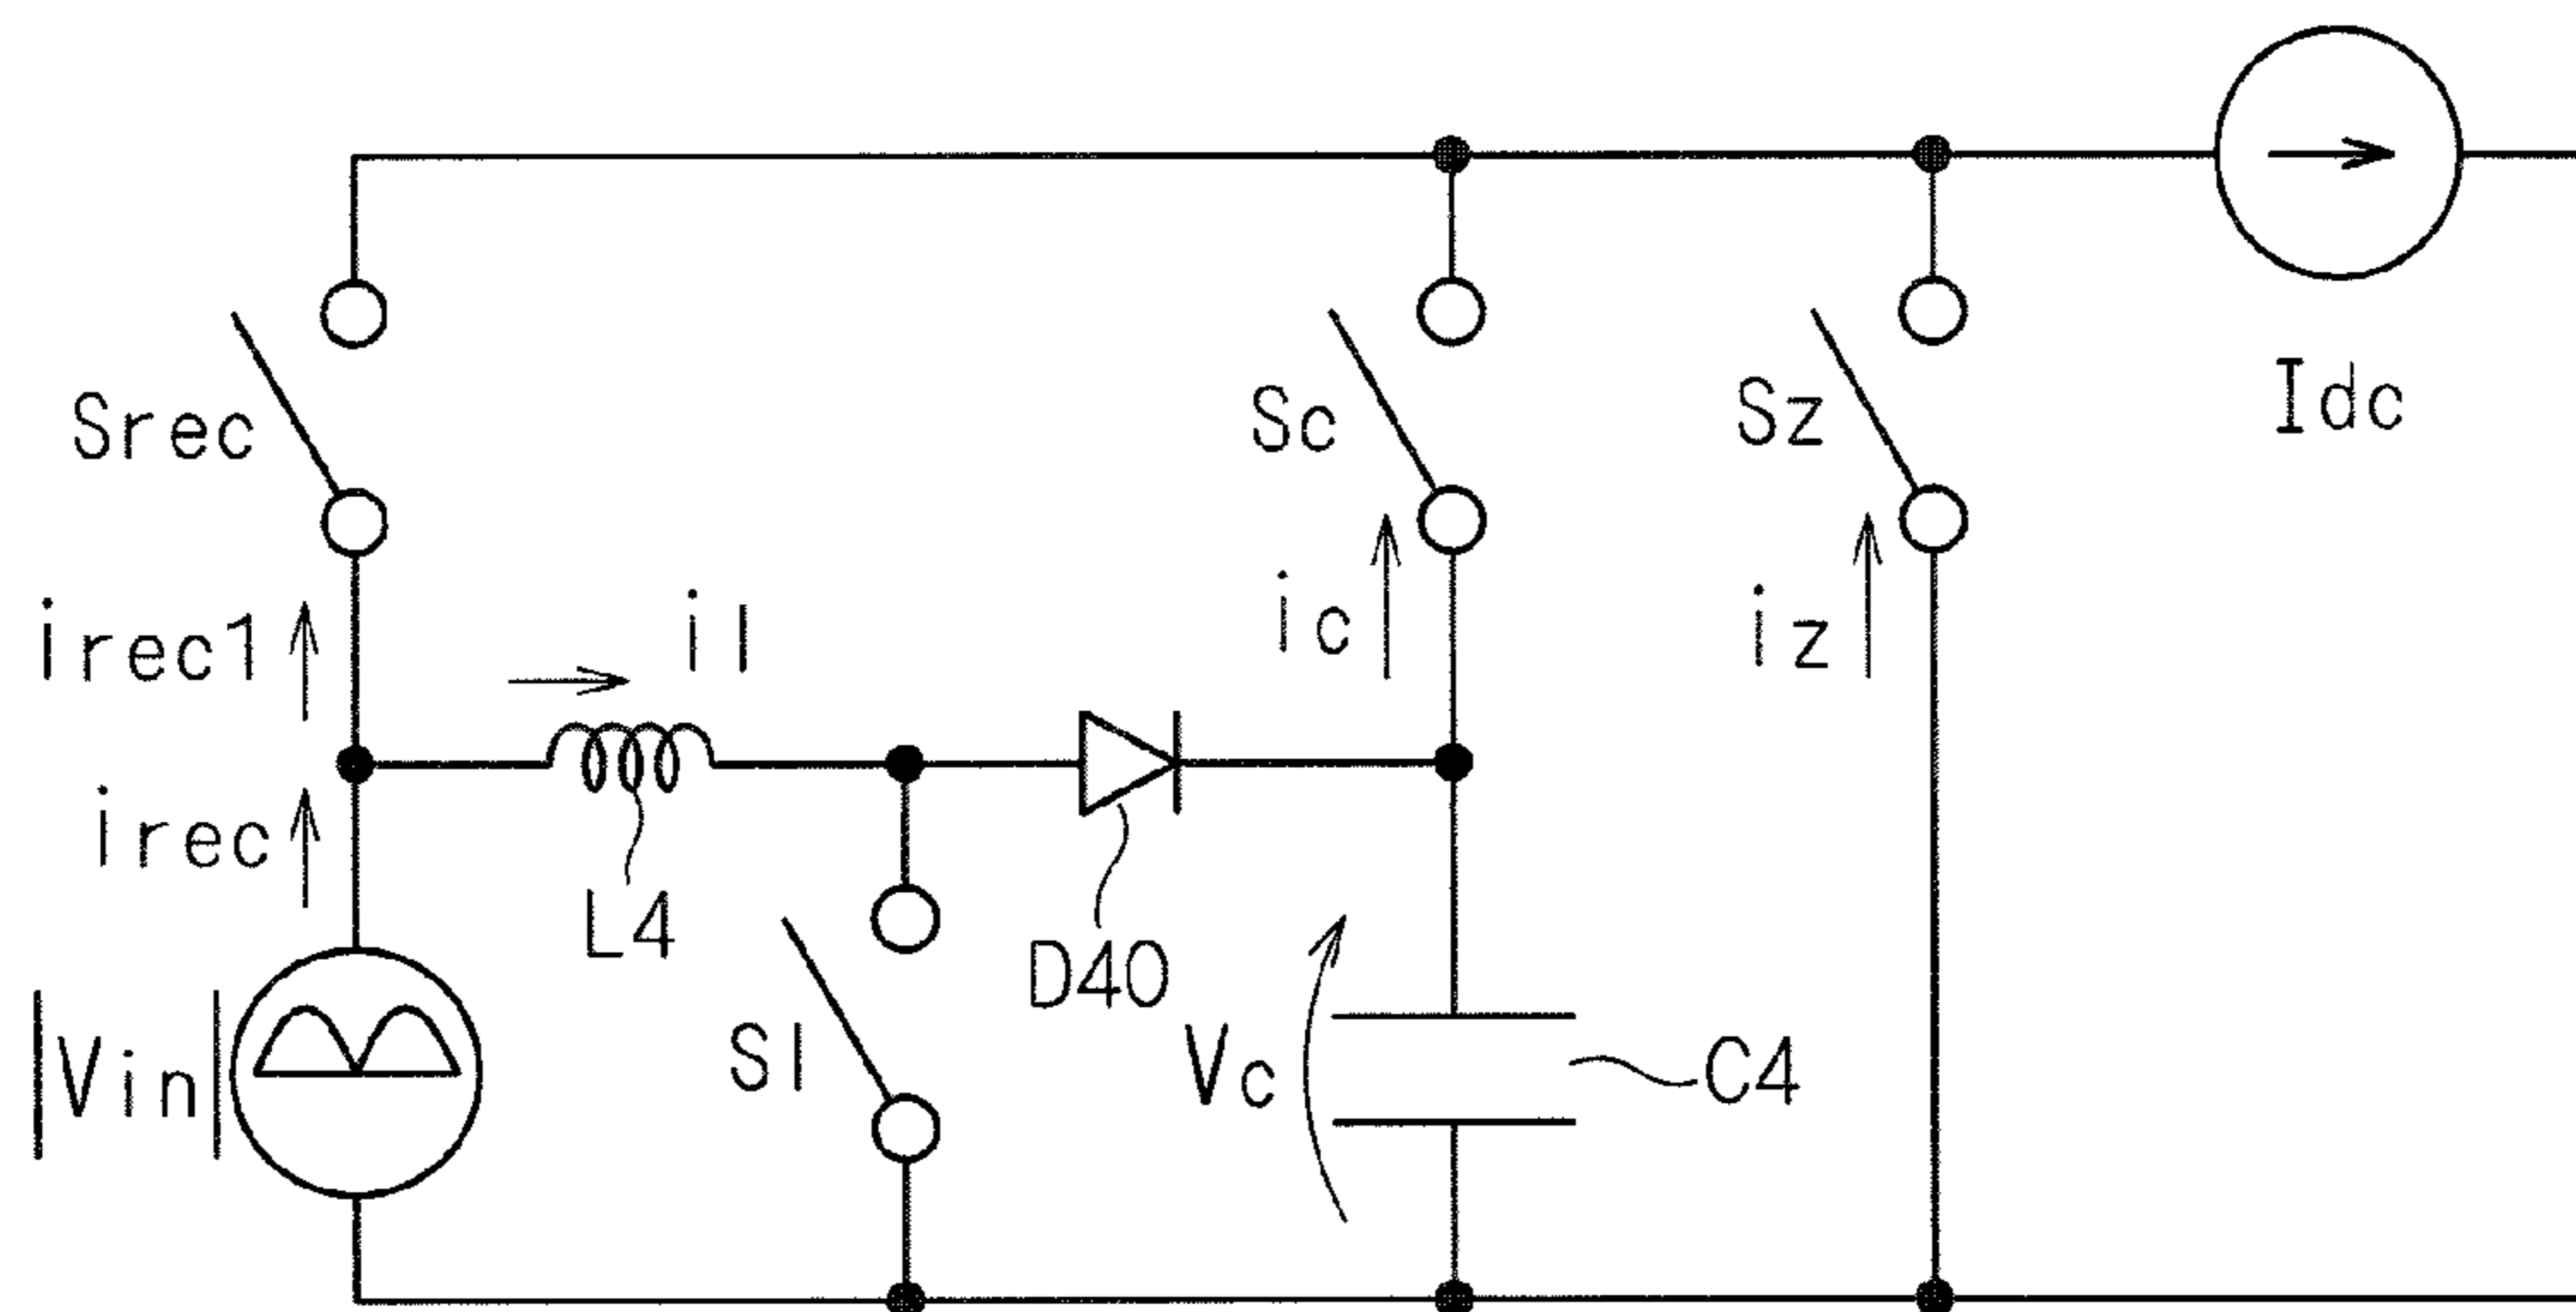 Srec
Sc
Sz
Idc
irec1
il
ic
iz
irec
L4
D40
|Vin|
Sl
Vc
C4